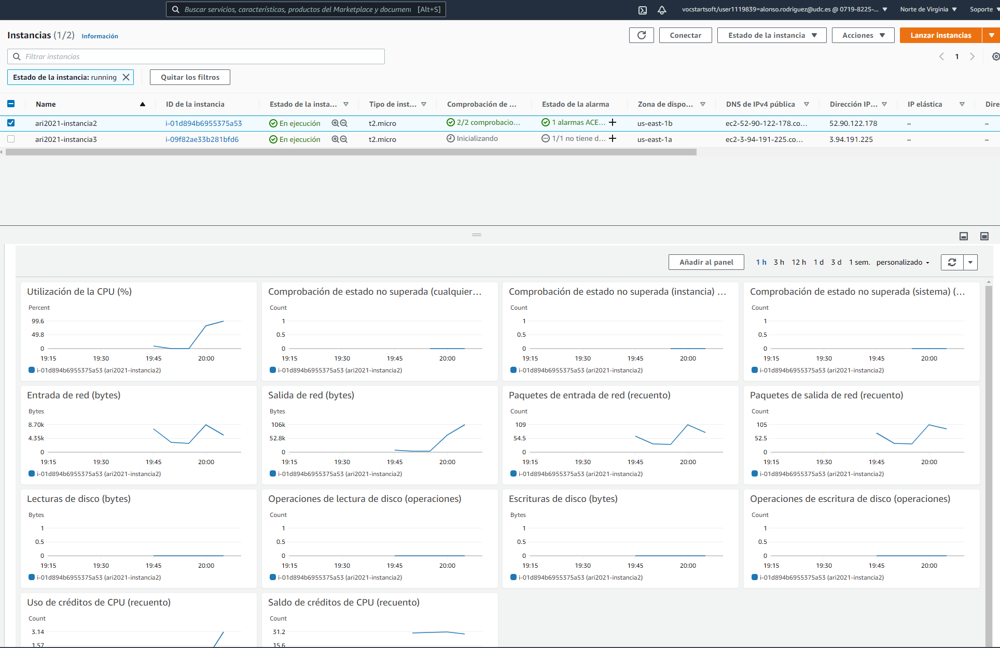 Buscar servicios, características, productos del Marketplace y document [Alt+S] vocstartsoft/user1119839=alonso.rodriguez@udc.es @ 0719-8225-... Norte de Virginia Soporte
Instancias (1/2) Información Conectar Estado de la instancia Acciones Lanzar instancias
Filtrar instancias 1
Estado de la instancia: running Quitar los filtros
Name ID de la instancia Estado de la insta... Tipo de inst... Comprobación de ... Estado de la alarma Zona de dispo... DNS de IPv4 pública Dirección IP... IP elástica Dire
ari2021-instancia2 i-01d894b6955375a53 En ejecución t2.micro 2/2 comprobacio... 1 alarmas ACE... us-east-1b ec2-52-90-122-178.co... 52.90.122.178 – –
ari2021-instancia3 i-09f82ae33b281bfd6 En ejecución t2.micro Inicializando 1/1 no tiene d... us-east-1a ec2-3-94-191-225.co... 3.94.191.225 – –
Añadir al panel 1 h 3 h 12 h 1 d 3 d 1 sem. personalizado
Utilización de la CPU (%)
Percent
99.6
49.8
0
19:15 19:30 19:45 20:00
i-01d894b6955375a53 (ari2021-instancia2)
Comprobación de estado no superada (cualquier...
Count
1
0.5
0
19:15 19:30 19:45 20:00
i-01d894b6955375a53 (ari2021-instancia2)
Comprobación de estado no superada (instancia) ...
Count
1
0.5
0
19:15 19:30 19:45 20:00
i-01d894b6955375a53 (ari2021-instancia2)
Comprobación de estado no superada (sistema) (...
Count
1
0.5
0
19:15 19:30 19:45 20:00
i-01d894b6955375a53 (ari2021-instancia2)
Entrada de red (bytes)
Bytes
8.70k
4.35k
0
19:15 19:30 19:45 20:00
i-01d894b6955375a53 (ari2021-instancia2)
Salida de red (bytes)
Bytes
106k
52.8k
0
19:15 19:30 19:45 20:00
i-01d894b6955375a53 (ari2021-instancia2)
Paquetes de entrada de red (recuento)
Count
109
54.5
0
19:15 19:30 19:45 20:00
i-01d894b6955375a53 (ari2021-instancia2)
Paquetes de salida de red (recuento)
Count
105
52.5
0
19:15 19:30 19:45 20:00
i-01d894b6955375a53 (ari2021-instancia2)
Lecturas de disco (bytes)
Bytes
1
0.5
0
19:15 19:30 19:45 20:00
i-01d894b6955375a53 (ari2021-instancia2)
Operaciones de lectura de disco (operaciones)
Count
1
0.5
0
19:15 19:30 19:45 20:00
i-01d894b6955375a53 (ari2021-instancia2)
Escrituras de disco (bytes)
Bytes
1
0.5
0
19:15 19:30 19:45 20:00
i-01d894b6955375a53 (ari2021-instancia2)
Operaciones de escritura de disco (operaciones)
Count
1
0.5
0
19:15 19:30 19:45 20:00
i-01d894b6955375a53 (ari2021-instancia2)
Uso de créditos de CPU (recuento)
Count
3.14
1.57
Saldo de créditos de CPU (recuento)
Count
31.2
15.6